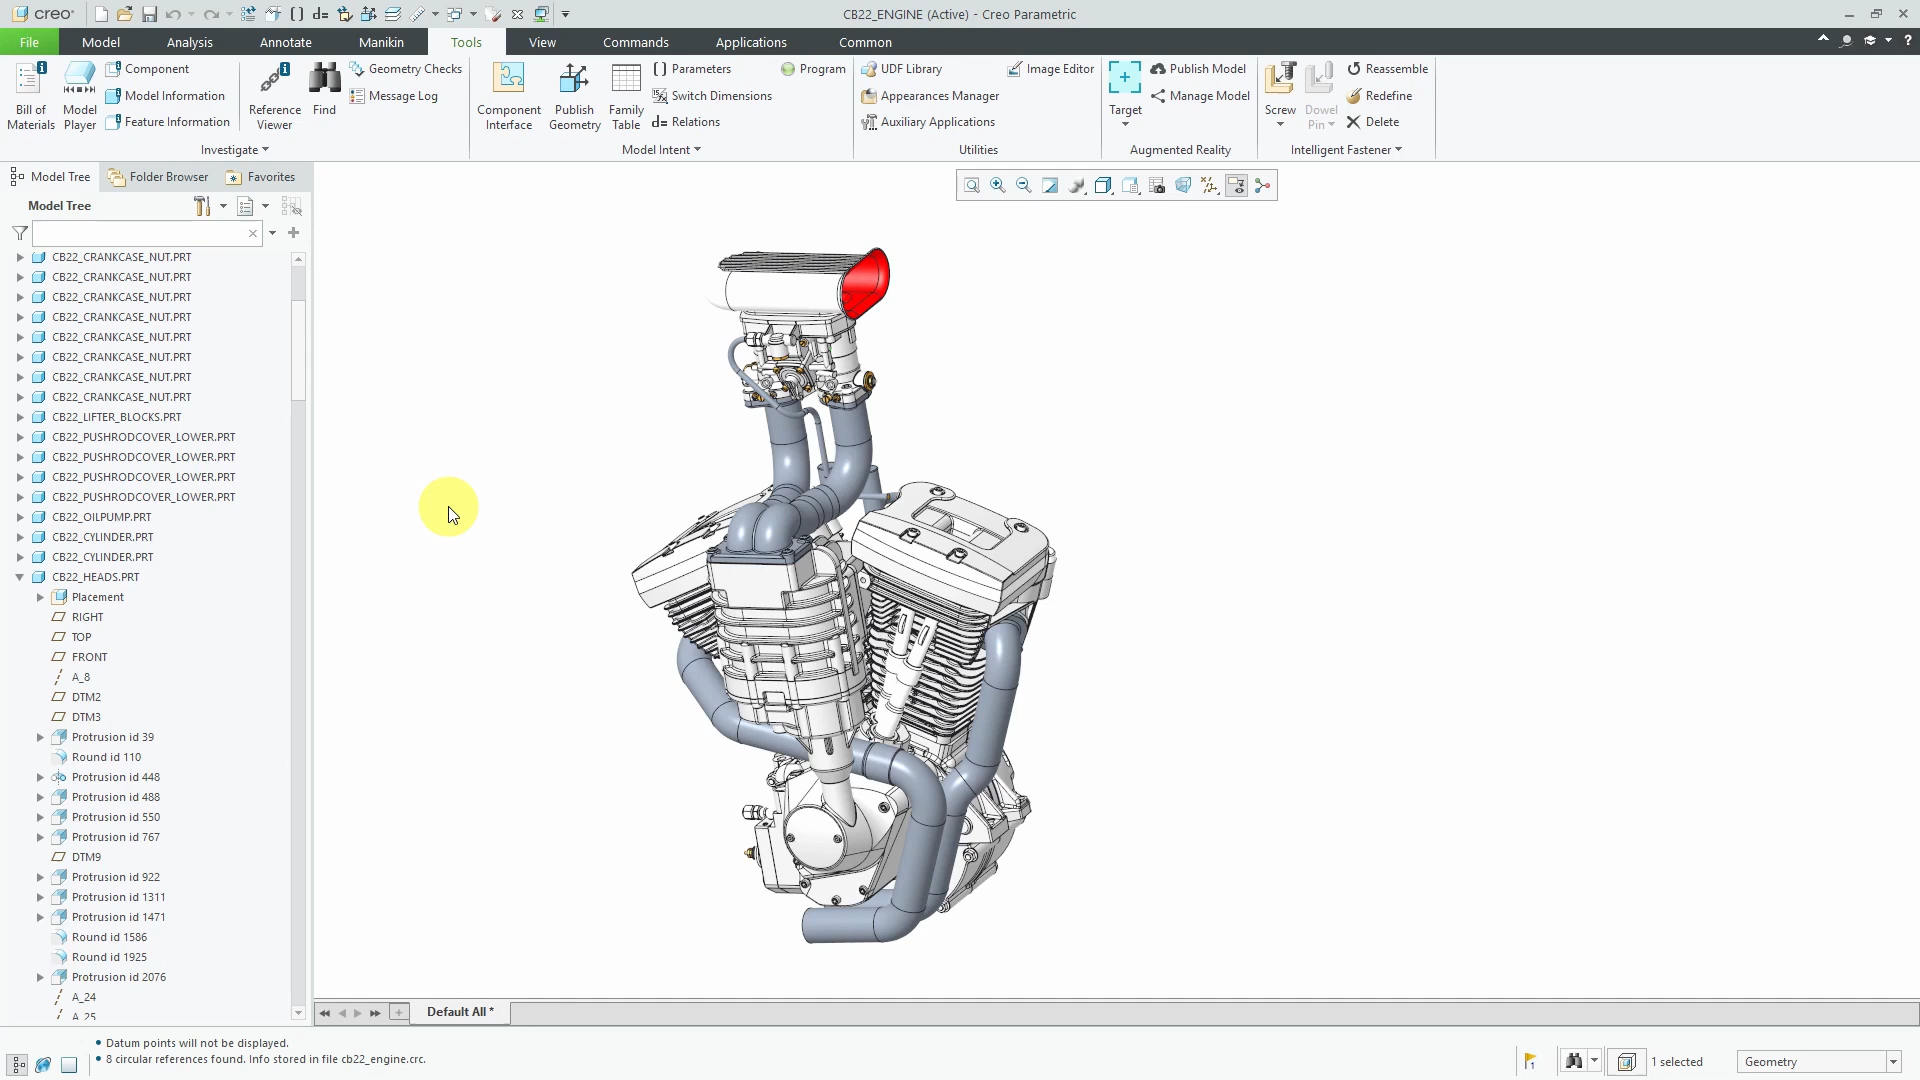 creo
CB22_ENGINE (Active) - Creo Parametric
File Model Analysis Annotate Manikin Tools View Commands Applications Common
Bill of Materials
Model Player
Component
Model Information
Feature Information
Reference Viewer
Find
Geometry Checks
Message Log
Investigate
Component Interface
Publish Geometry
Family Table
Parameters
Switch Dimensions
Relations
Program
Model Intent
UDF Library
Appearances Manager
Auxiliary Applications
Image Editor
Utilities
Target
Publish Model
Manage Model
Augmented Reality
Screw
Dowel Pin
Reassemble
Redefine
Delete
Intelligent Fastener
Model Tree Folder Browser Favorites
Model Tree
CB22_CRANKCASE_NUT.PRT
CB22_CRANKCASE_NUT.PRT
CB22_CRANKCASE_NUT.PRT
CB22_CRANKCASE_NUT.PRT
CB22_CRANKCASE_NUT.PRT
CB22_CRANKCASE_NUT.PRT
CB22_CRANKCASE_NUT.PRT
CB22_CRANKCASE_NUT.PRT
CB22_LIFTER_BLOCKS.PRT
CB22_PUSHRODCOVER_LOWER.PRT
CB22_PUSHRODCOVER_LOWER.PRT
CB22_PUSHRODCOVER_LOWER.PRT
CB22_PUSHRODCOVER_LOWER.PRT
CB22_OILPUMP.PRT
CB22_CYLINDER.PRT
CB22_CYLINDER.PRT
CB22_HEADS.PRT
Placement
RIGHT
TOP
FRONT
A_8
DTM2
DTM3
Protrusion id 39
Round id 110
Protrusion id 448
Protrusion id 488
Protrusion id 550
Protrusion id 767
DTM9
Protrusion id 922
Protrusion id 1311
Protrusion id 1471
Round id 1586
Round id 1925
Protrusion id 2076
A_24
A_25
Default All *
• Datum points will not be displayed.
• 8 circular references found. Info stored in file cb22_engine.crc.
1 selected
Geometry